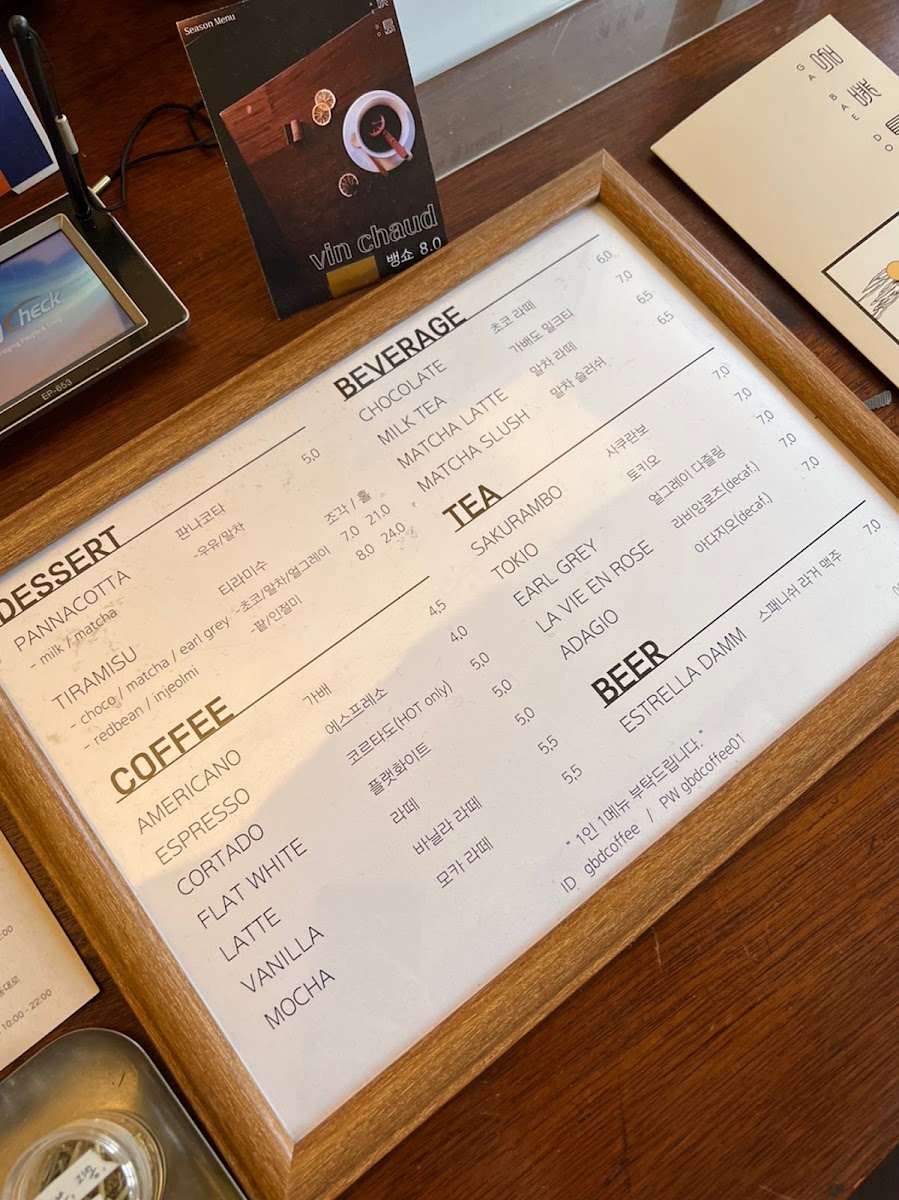 Season Menu
vin chaud
뱅쇼 8.0
GA
BAE
DO
heck
EP-653
DESSERT
PANNACOTTA 판나코타 5,0
- milk / matcha -우유/말차
조각 / 홀
TIRAMISU 티라미수
- choco / matcha / earl grey -초코/말차/얼그레이 7.0 21.0
- redbean / injeolmi -팥/인절미 8.0 24.0
COFFEE
AMERICANO 가배 4,5
ESPRESSO 에스프레소 4,0
CORTADO 코르타도(HOT only) 5,0
FLAT WHITE 플랫화이트 5,0
LATTE 라떼 5,0
VANILLA 바닐라 라떼 5,5
MOCHA 모카 라떼 5,5
BEVERAGE
CHOCOLATE 초코 라떼 6,0
MILK TEA 가배도 밀크티 7,0
MATCHA LATTE 말차 라떼 6,5
MATCHA SLUSH 말차 슬러쉬 6,5
TEA
SAKURAMBO 사쿠란보 7,0
TOKIO 토키오 7,0
EARL GREY 얼그레이 다즐링 7,0
LA VIE EN ROSE 라비앙로즈(decaf.) 7,0
ADAGIO 아다지오(decaf.) 7,0
BEER
ESTRELLA DAMM 스패니쉬 라거 맥주 7,0
" 1인 1메뉴 부탁드립니다."
ID gbdcoffee / PW gbdcoffee01
10:00 - 22:00